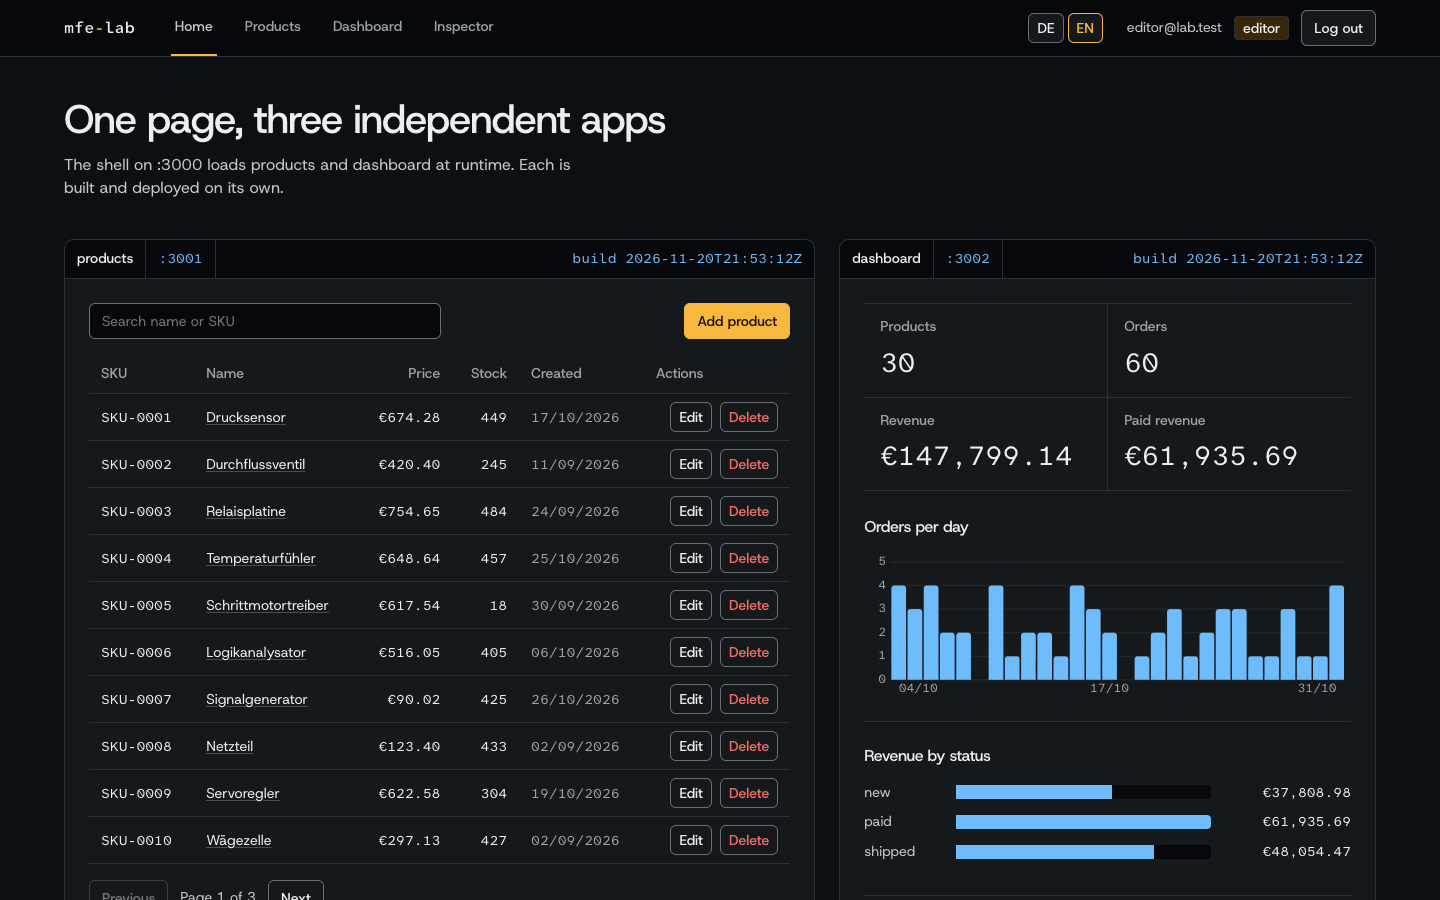 mfe-lab Home Products Dashboard Inspector DE EN editor@lab.test editor Log out
One page, three independent apps
The shell on :3000 loads products and dashboard at runtime. Each is
built and deployed on its own.
products :3001 build 2026-11-20T21:53:12Z
Search name or SKU Add product
SKU Name Price Stock Created Actions
SKU-0001 Drucksensor €674.28 449 17/10/2026 Edit Delete
SKU-0002 Durchflussventil €420.40 245 11/09/2026 Edit Delete
SKU-0003 Relaisplatine €754.65 484 24/09/2026 Edit Delete
SKU-0004 Temperaturfühler €648.64 457 25/10/2026 Edit Delete
SKU-0005 Schrittmotortreiber €617.54 18 30/09/2026 Edit Delete
SKU-0006 Logikanalysator €516.05 405 06/10/2026 Edit Delete
SKU-0007 Signalgenerator €90.02 425 26/10/2026 Edit Delete
SKU-0008 Netzteil €123.40 433 02/09/2026 Edit Delete
SKU-0009 Servoregler €622.58 304 19/10/2026 Edit Delete
SKU-0010 Wägezelle €297.13 427 02/09/2026 Edit Delete
Previous Page 1 of 3 Next
dashboard :3002 build 2026-11-20T21:53:12Z
Products Orders
30 60
Revenue Paid revenue
€147,799.14 €61,935.69
Orders per day
5
4
3
2
1
0
04/10 17/10 31/10
Revenue by status
new €37,808.98
paid €61,935.69
shipped €48,054.47